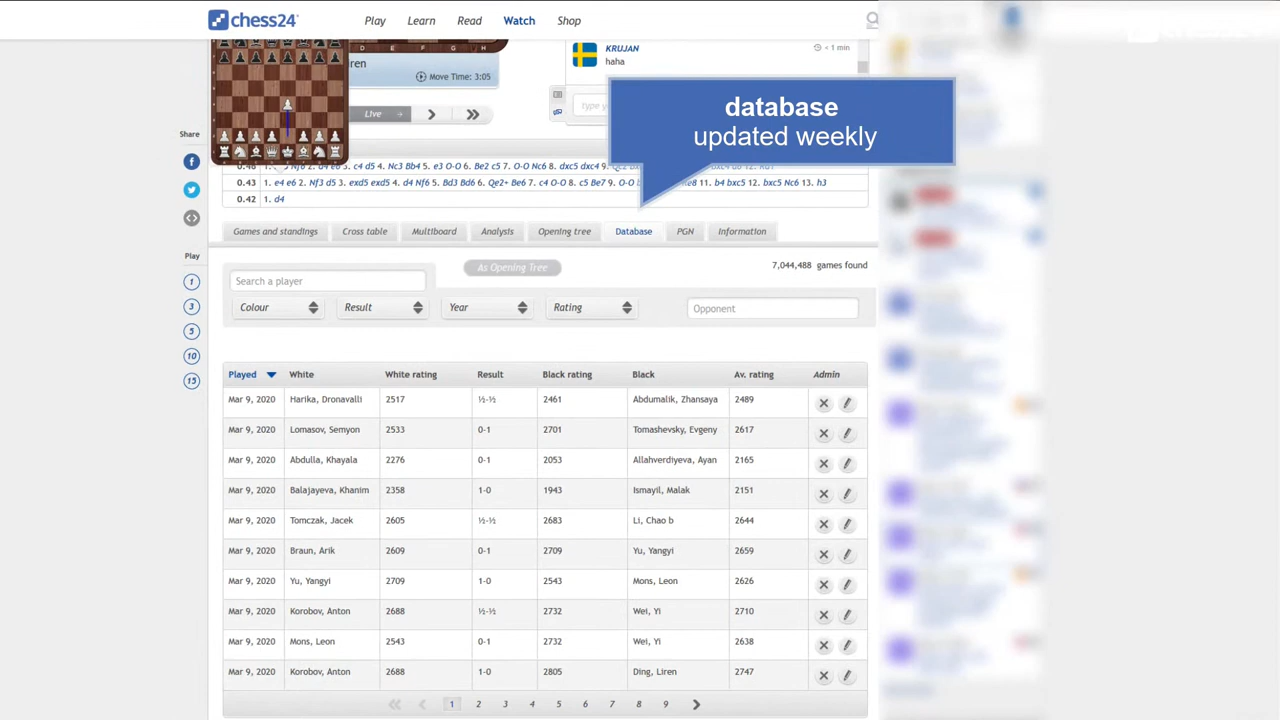 chess24
Play Learn Read Watch Shop
D E F G H
ren
Move Time: 3:05
Live
KRUJAN
< 1 min
haha
database
updated weekly
Share
0.43 1. e4 e6 2. Nf3 d5 3. exd5 exd5 4. d4 Nf6 5. Bd3 Bd6 6. Qe2+ Be6 7. c4 O-O 8. c5 Be7 9. O-O 11. b4 bxc5 12. bxc5 Nc6 13. h3
0.42 1. d4
Games and standings Cross table Multiboard Analysis Opening tree Database PGN Information
Play
1
3
5
10
15
As Opening Tree
7,044,488 games found
Search a player
Colour Result Year Rating Opponent
Played White White rating Result Black rating Black Av. rating Admin
Mar 9, 2020 Harika, Dronavalli 2517 ½-½ 2461 Abdumalik, Zhansaya 2489
Mar 9, 2020 Lomasov, Semyon 2533 0-1 2701 Tomashevsky, Evgeny 2617
Mar 9, 2020 Abdulla, Khayala 2276 0-1 2053 Allahverdiyeva, Ayan 2165
Mar 9, 2020 Balajayeva, Khanim 2358 1-0 1943 Ismayil, Malak 2151
Mar 9, 2020 Tomczak, Jacek 2605 ½-½ 2683 Li, Chao b 2644
Mar 9, 2020 Braun, Arik 2609 0-1 2709 Yu, Yangyi 2659
Mar 9, 2020 Yu, Yangyi 2709 1-0 2543 Mons, Leon 2626
Mar 9, 2020 Korobov, Anton 2688 ½-½ 2732 Wei, Yi 2710
Mar 9, 2020 Mons, Leon 2543 0-1 2732 Wei, Yi 2638
Mar 9, 2020 Korobov, Anton 2688 1-0 2805 Ding, Liren 2747
1 2 3 4 5 6 7 8 9